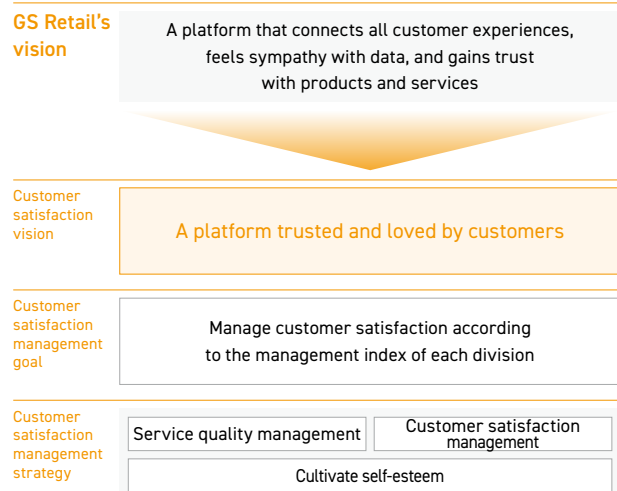 GS Retail's
vision
A platform that connects all customer experiences,
feels sympathy with data, and gains trust
with products and services
Customer
satisfaction
vision
A platform trusted and loved by customers
Customer
satisfaction
management
goal
Manage customer satisfaction according
to the management index of each division
Customer
satisfaction
management
strategy
Service quality management
Customer satisfaction
management
Cultivate self-esteem